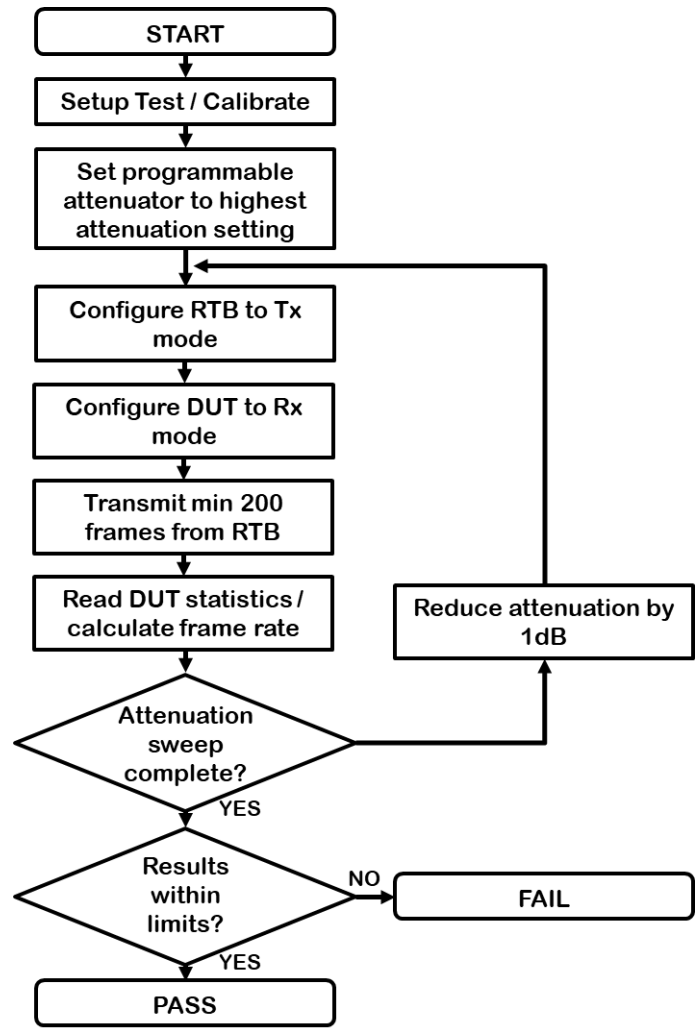 START
Setup Test / Calibrate
Set programmable
attenuator to highest
attenuation setting
Configure RTB to Tx
mode
Configure DUT to Rx
mode
Transmit min 200
frames from RTB
Read DUT statistics /
calculate frame rate
Reduce attenuation by
1dB
Attenuation
sweep
complete?
YES
Results
within
limits?
NO
FAIL
YES
PASS